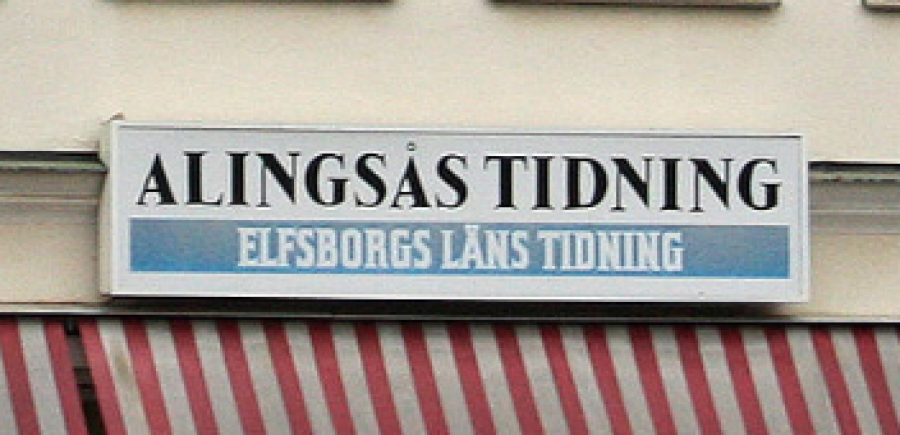 ALINGSÅS TIDNING
ELFSBORGS LÄNS TIDNING